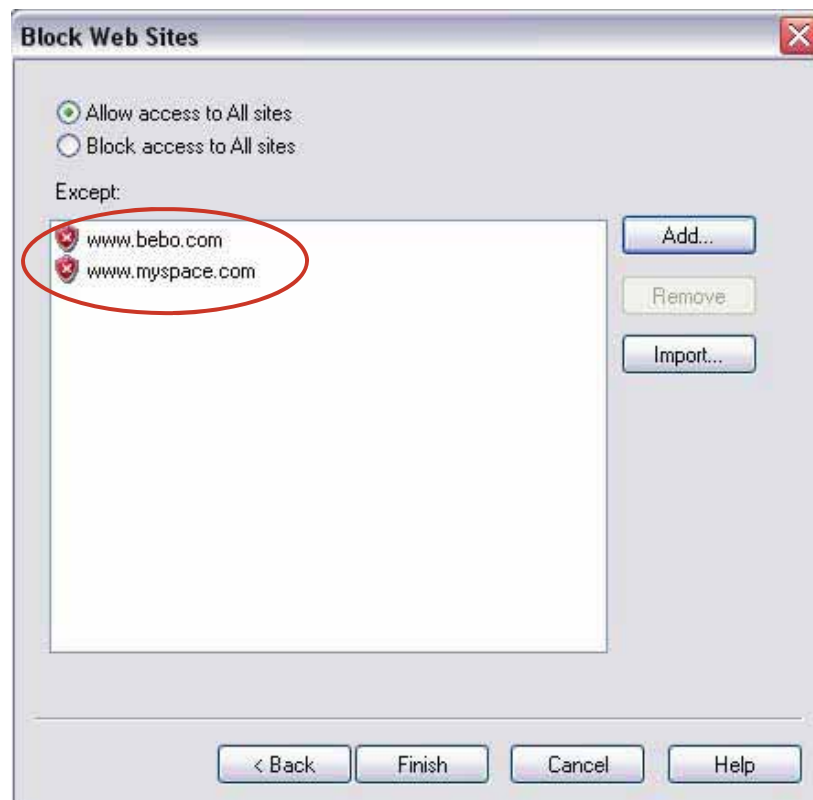 Block Web Sites
Allow access to All sites
Block access to All sites
Except:
www.bebo.com
www.myspace.com
Add...
Remove
Import...
< Back
Finish
Cancel
Help